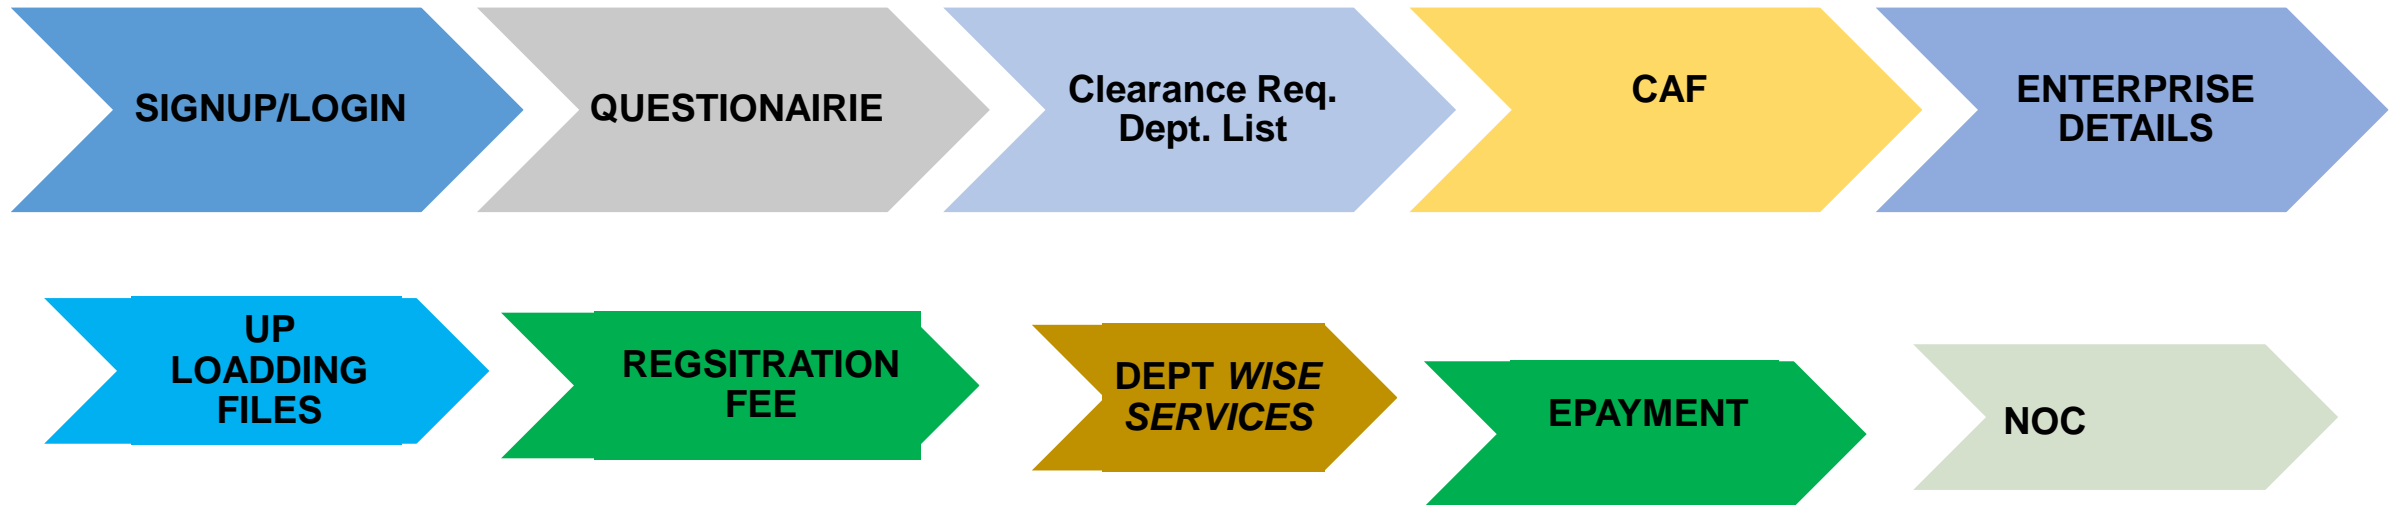 SIGNUP/LOGIN
QUESTIONAIRIE
Clearance Req.
Dept. List
CAF
ENTERPRISE
DETAILS
UP
LOADDING
FILES
REGSITRATION
FEE
DEPT WISE
SERVICES
EPAYMENT
NOC